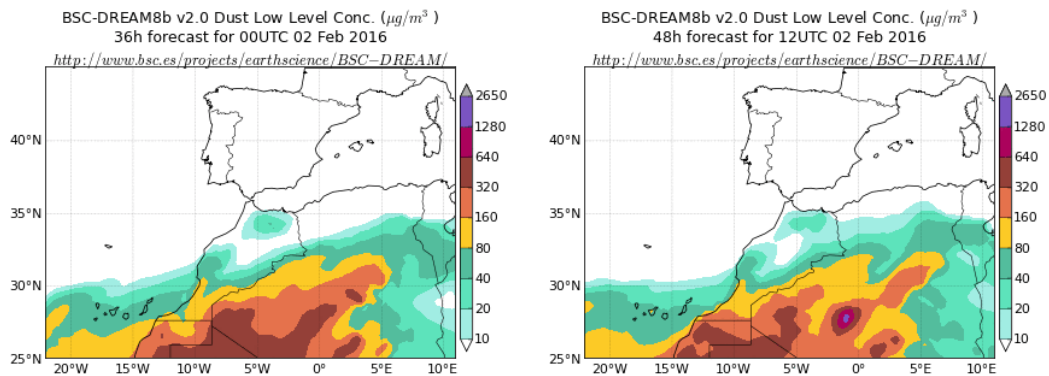 BSC-DREAM8b v2.0 Dust Low Level Conc. (μg/m³ )
36h forecast for 00UTC 02 Feb 2016
http://www.bsc.es/projects/earthscience/BSC−DREAM/
40°N
35°N
30°N
25°N
20°W 15°W 10°W 5°W 0° 5°E 10°E
2650
1280
640
320
160
80
40
20
10
BSC-DREAM8b v2.0 Dust Low Level Conc. (μg/m³ )
48h forecast for 12UTC 02 Feb 2016
http://www.bsc.es/projects/earthscience/BSC−DREAM/
40°N
35°N
30°N
25°N
20°W 15°W 10°W 5°W 0° 5°E 10°E
2650
1280
640
320
160
80
40
20
10